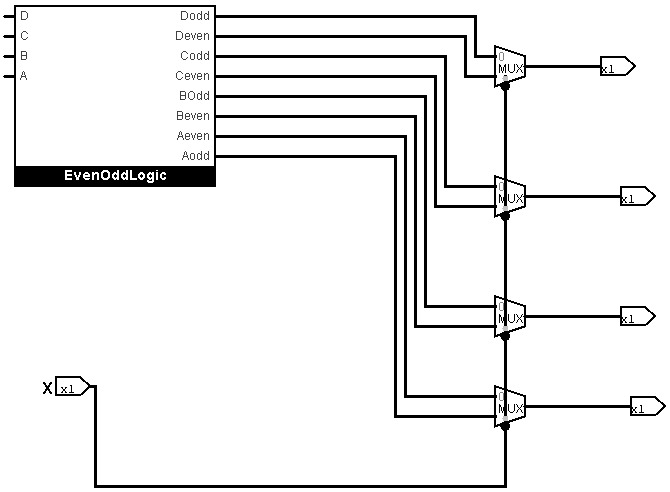 D Dodd
C Deven
B Codd
A Ceven
BOdd
Beven
Aeven
Aodd
EvenOddLogic
0
MUX
x1
0
MUX
x1
0
MUX
x1
X x1
0
MUX
x1